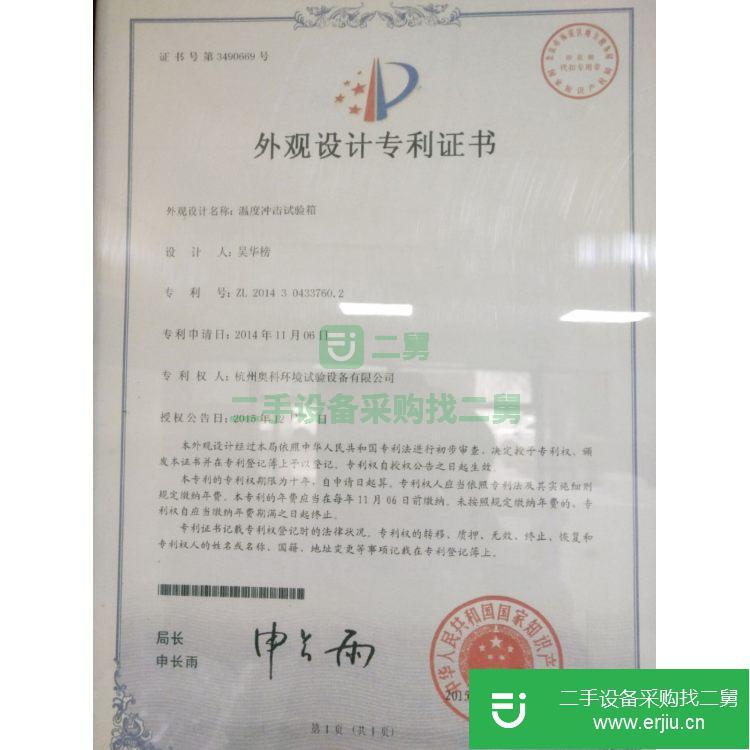 证书号第3490669号
外观设计专利证书
外观设计名称：温度冲击试验箱
设 计 人：吴华榜
专 利 号：ZL 2014 3 0433760.2
专利申请日：2014年11月06日
二舅
专 利 权 人：杭州奥科环境试验设备有限公司
二手设备采购找二舅
授权公告日：2015年12月 日
本外观设计经过本局依照中华人民共和国专利法进行初步审查，决定授予专利权，颁
发本证书并在专利登记簿上予以登记。专利权自授权公告之日起生效。
本专利的专利权期限为十年，自申请日起算。专利权人应当依照专利法及其实施细则
规定缴纳年费。本专利的年费应当在每年11月06日前缴纳。未按照规定缴纳年费的，专
利权自应当缴纳年费期满之日起终止。
专利证书记载专利权登记时的法律状况。专利权的转移、质押、无效、终止、恢复和
专利权人的姓名或名称、国籍、地址变更等事项记载在专利登记簿上。
局长
申长雨
申长雨
中华人民共和国国家知识产
2015
第1页（共1页）
二手设备采购找二舅
www.erjiu.cn